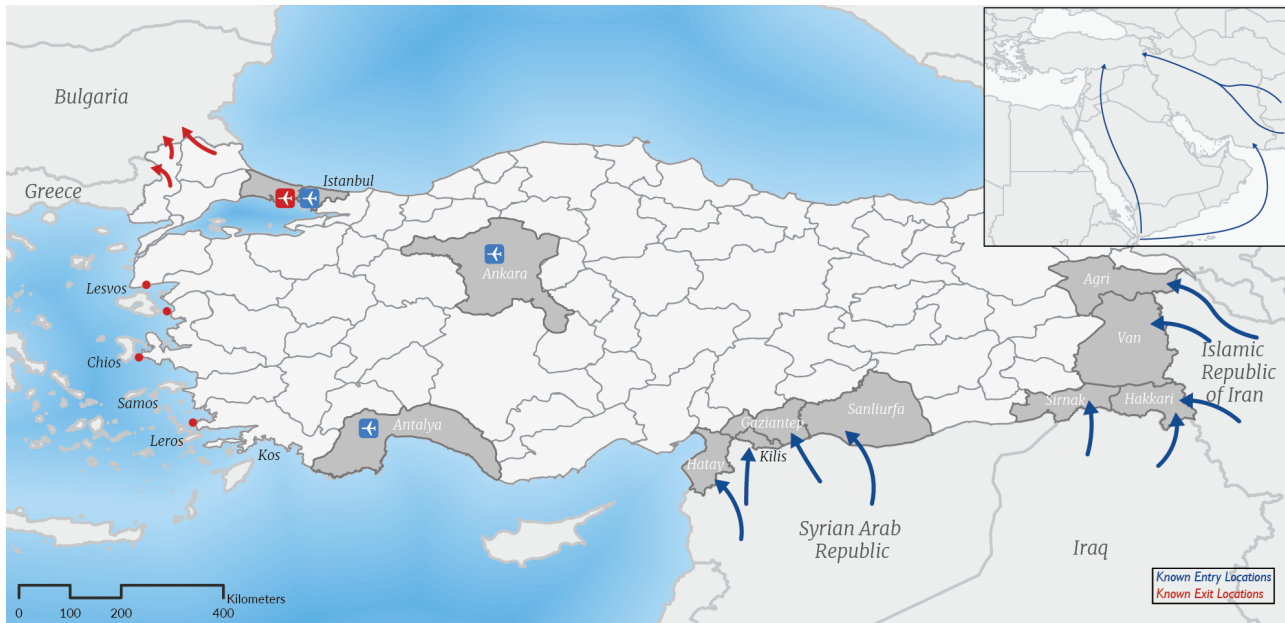 Bulgaria
Greece
Istanbul
Ankara
Lesvos
Chios
Samos
Leros
Kos
Antalya
Agri
Van
Islamic
Republic
of Iran
Sirnak
Hakkari
Sanliurfa
Gaziantep
Kilis
Hatay
Syrian Arab
Republic
Iraq
Kilometers
0 100 200 400
Known Entry Locations
Known Exit Locations